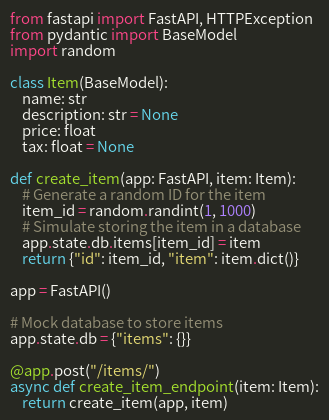 from fastapi import FastAPI, HTTPException
from pydantic import BaseModel
import random

class Item(BaseModel):
    name: str
    description: str = None
    price: float
    tax: float = None

def create_item(app: FastAPI, item: Item):
    # Generate a random ID for the item
    item_id = random.randint(1, 1000)
    # Simulate storing the item in a database
    app.state.db.items[item_id] = item
    return {"id": item_id, "item": item.dict()}

app = FastAPI()

# Mock database to store items
app.state.db = {"items": {}}

@app.post("/items/")
async def create_item_endpoint(item: Item):
    return create_item(app, item)